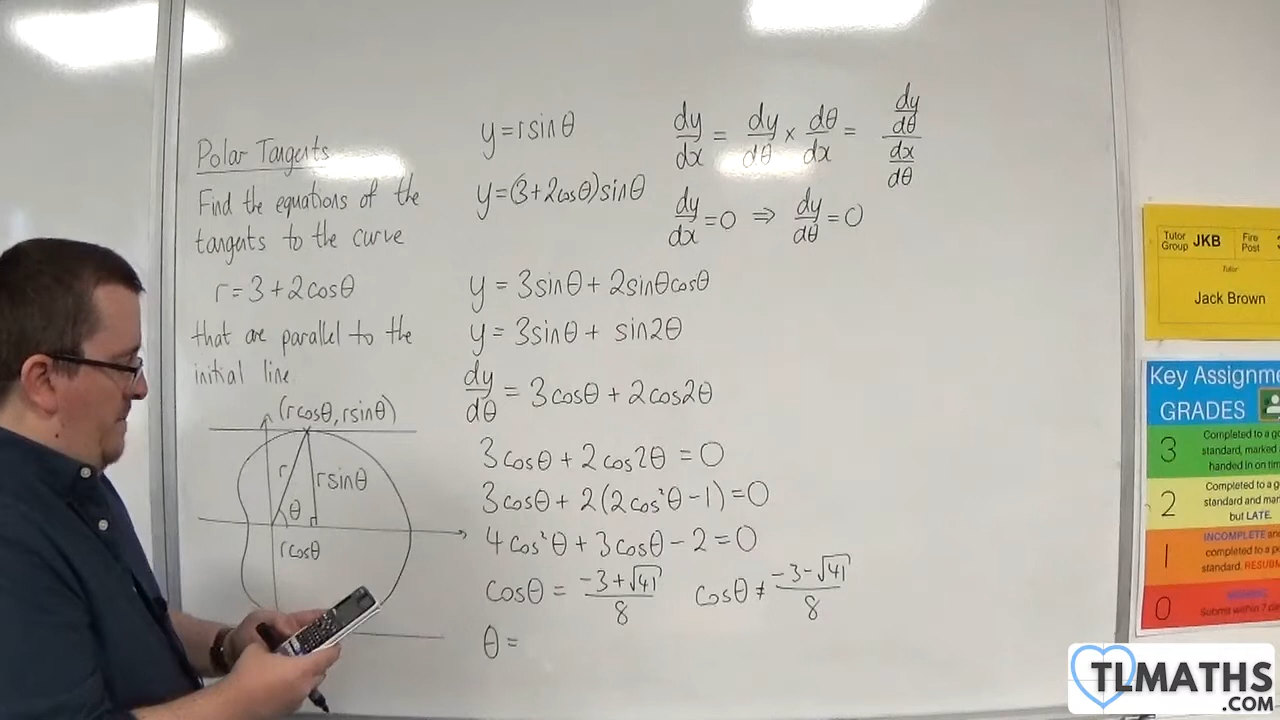 Polar Tangents
Find the equations of the
tangents to the curve
r = 3 + 2cosθ
that are parallel to the
initial line
(rcosθ, rsinθ)
r
rsinθ
θ
rcosθ
y = rsinθ
y = (3+2cosθ)sinθ
dy/dx = dy/dθ × dθ/dx = (dy/dθ)/(dx/dθ)
dy/dx = 0 ⇒ dy/dθ = 0
y = 3sinθ + 2sinθcosθ
y = 3sinθ + sin2θ
dy/dθ = 3cosθ + 2cos2θ
3cosθ + 2cos2θ = 0
3cosθ + 2(2cos²θ - 1) = 0
4cos²θ + 3cosθ - 2 = 0
cosθ = (-3+√41)/8 cosθ ≠ (-3-√41)/8
θ =
Tutor Group JKB
Fire Post
Tutor
Jack Brown
Key Assignme
GRADES
3
Completed to a go
standard, marked
handed in on tim
2
Completed to a g
standard and mar
but LATE.
1
INCOMPLETE an
completed to a po
standard. RESUBM
0
Submit within 7 da
TLMATHS
.COM